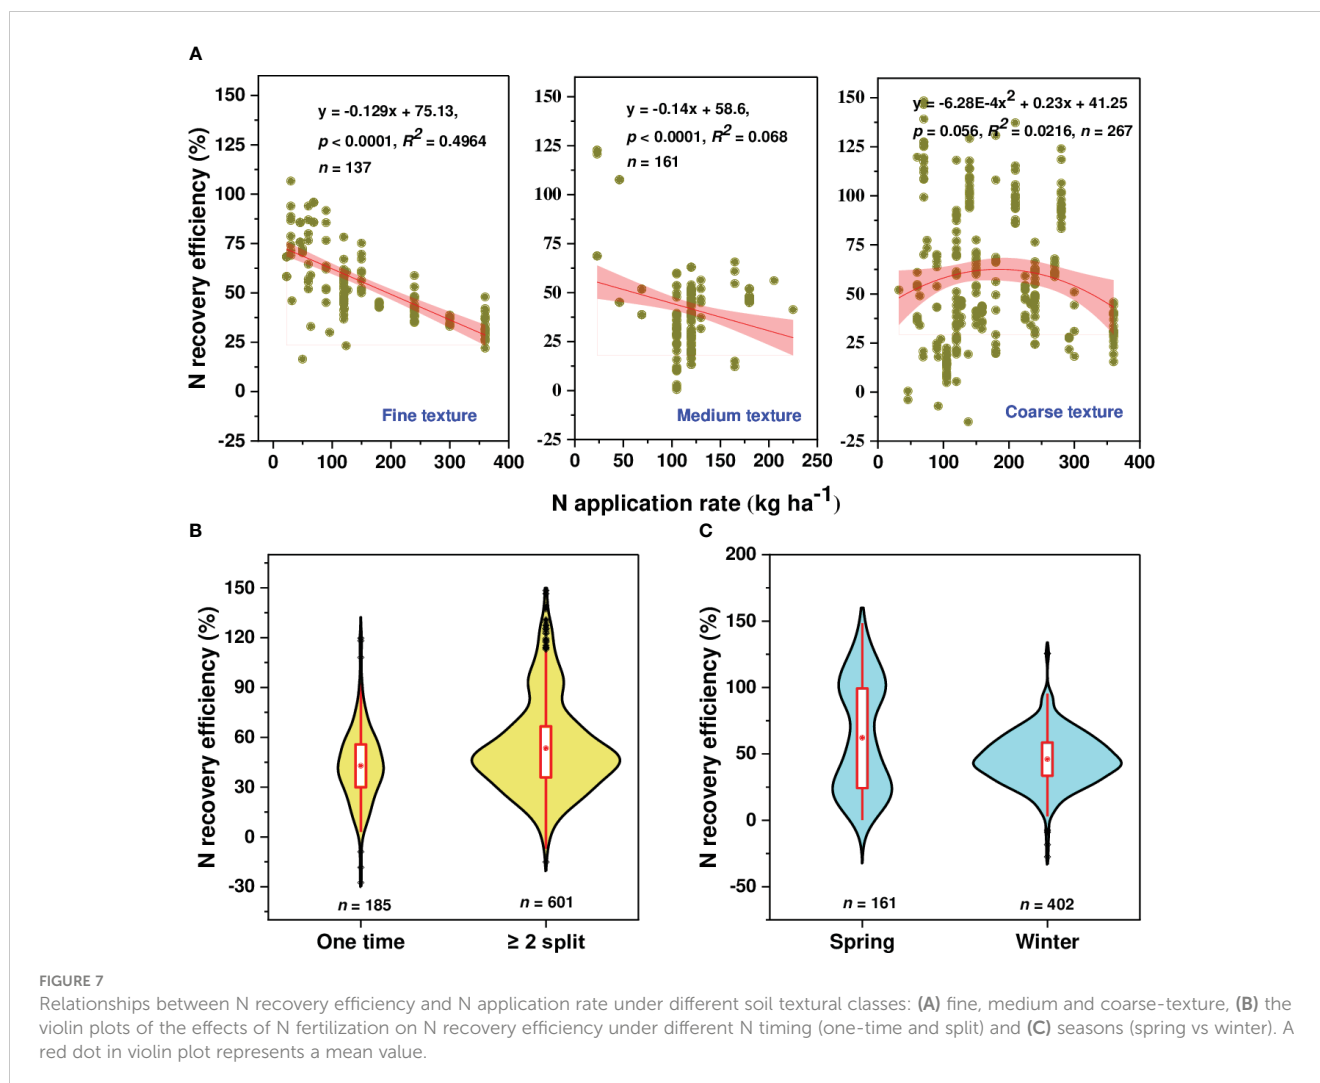 A
N recovery efficiency (%)
150
125
100
75
50
25
0
-25
y = -0.129x + 75.13,
p < 0.0001, R² = 0.4964
n = 137
Fine texture
0 100 200 300 400
150
125
100
75
50
25
0
-25
y = -0.14x + 58.6,
p < 0.0001, R² = 0.068
n = 161
Medium texture
0 50 100 150 200 250
150
125
100
75
50
25
0
-25
y = -6.28E-4x² + 0.23x + 41.25
p = 0.056, R² = 0.0216, n = 267
Coarse texture
0 100 200 300 400
N application rate (kg ha⁻¹)
B
N recovery efficiency (%)
150
120
90
60
30
0
-30
n = 185
n = 601
One time
≥ 2 split
C
N recovery efficiency (%)
200
150
100
50
0
-50
n = 161
n = 402
Spring
Winter
FIGURE 7
Relationships between N recovery efficiency and N application rate under different soil textural classes: (A) fine, medium and coarse-texture, (B) the
violin plots of the effects of N fertilization on N recovery efficiency under different N timing (one-time and split) and (C) seasons (spring vs winter). A
red dot in violin plot represents a mean value.